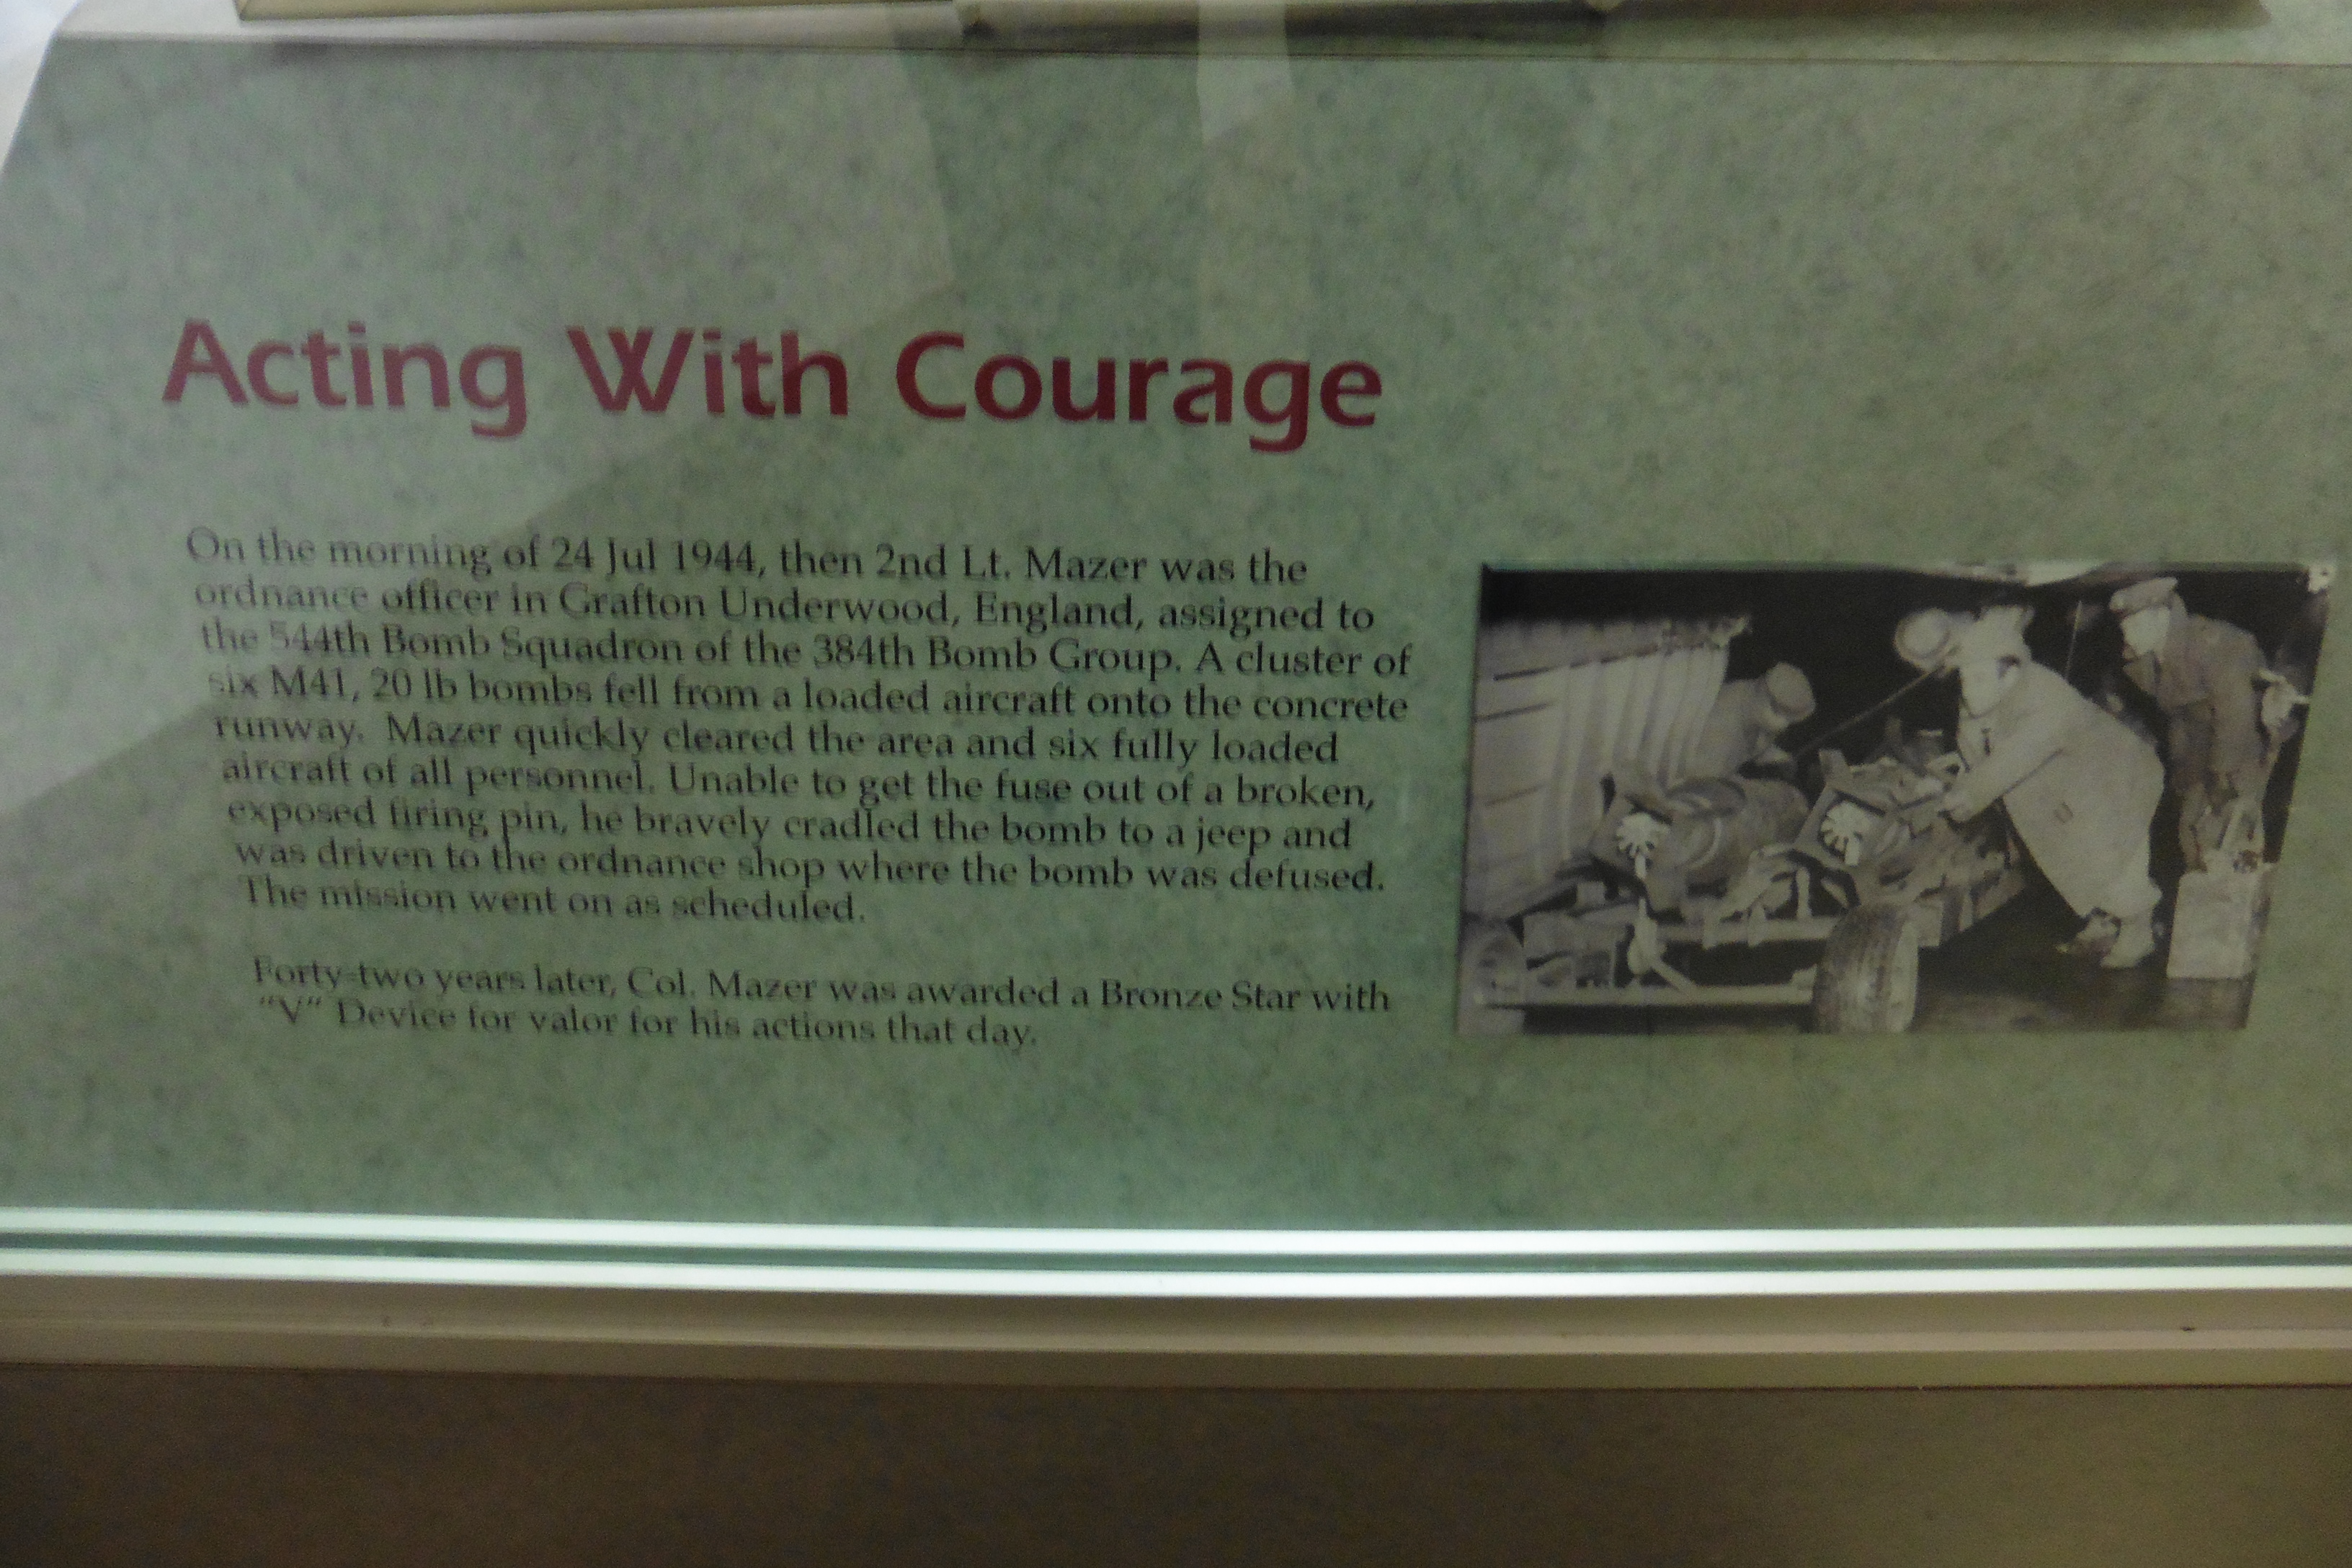 Acting With Courage
On the morning of 24 Jul 1944, then 2nd Lt. Mazer was the
ordnance officer in Grafton Underwood, England, assigned to
the 544th Bomb Squadron of the 384th Bomb Group. A cluster of
six M41, 20 lb bombs fell from a loaded aircraft onto the concrete
runway. Mazer quickly cleared the area and six fully loaded
aircraft of all personnel. Unable to get the fuse out of a broken,
exposed firing pin, he bravely cradled the bomb to a jeep and
was driven to the ordnance shop where the bomb was defused.
The mission went on as scheduled.
Forty-two years later, Col. Mazer was awarded a Bronze Star with
"V" Device for valor for his actions that day.